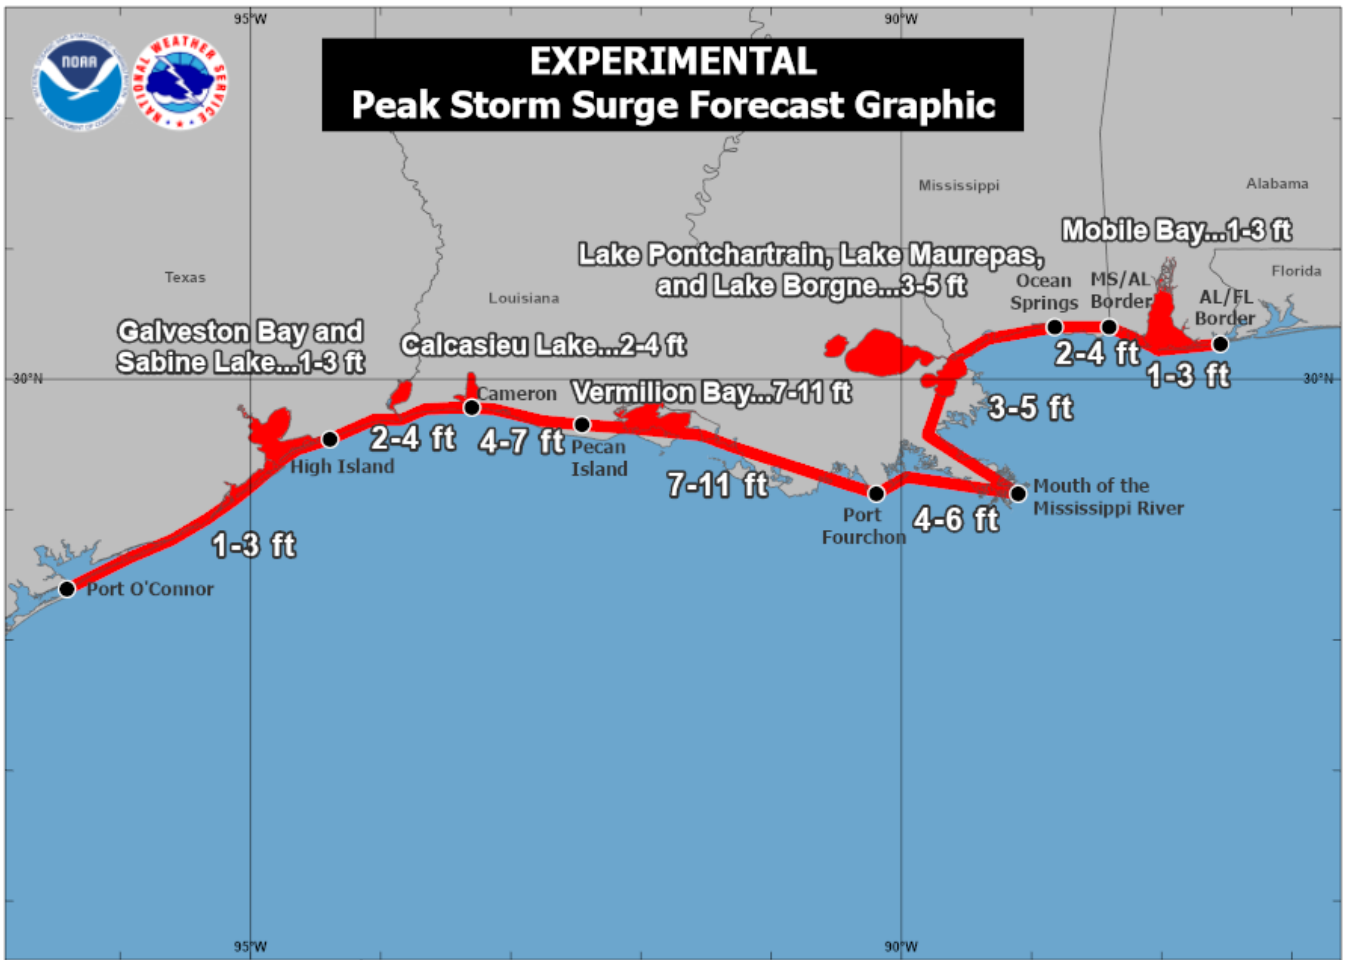 95°W
90°W
NOAA
NATIONAL WEATHER SERVICE
EXPERIMENTAL
Peak Storm Surge Forecast Graphic
Mississippi
Alabama
Mobile Bay...1-3 ft
Lake Pontchartrain, Lake Maurepas,
and Lake Borgne...3-5 ft
Texas
Louisiana
Florida
Ocean
Springs
MS/AL
Border
AL/FL
Border
Galveston Bay and
Sabine Lake...1-3 ft
Calcasieu Lake...2-4 ft
2-4 ft
1-3 ft
30°N
30°N
Cameron
Vermilion Bay...7-11 ft
3-5 ft
2-4 ft
4-7 ft
Pecan
Island
High Island
7-11 ft
Mouth of the
Mississippi River
Port
Fourchon
4-6 ft
1-3 ft
Port O'Connor
95°W
90°W